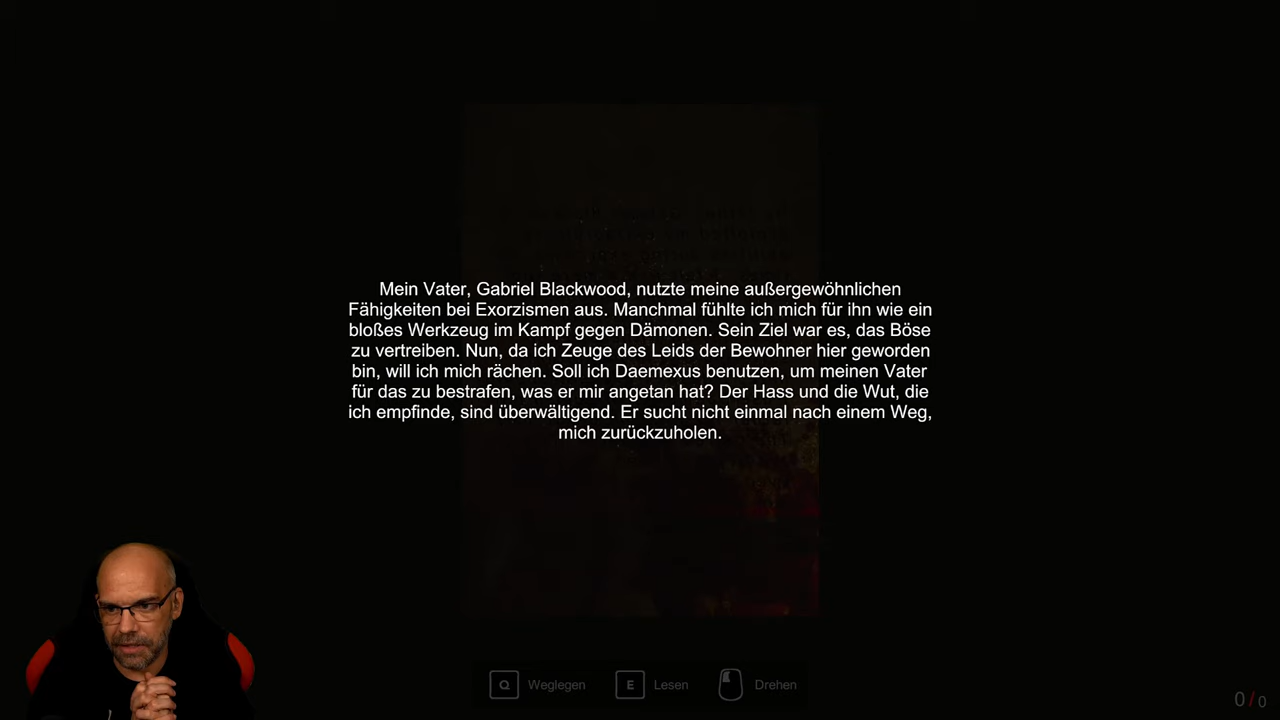 Mein Vater, Gabriel Blackwood, nutzte meine außergewöhnlichen
Fähigkeiten bei Exorzismen aus. Manchmal fühlte ich mich für ihn wie ein
bloßes Werkzeug im Kampf gegen Dämonen. Sein Ziel war es, das Böse
zu vertreiben. Nun, da ich Zeuge des Leids der Bewohner hier geworden
bin, will ich mich rächen. Soll ich Daemexus benutzen, um meinen Vater
für das zu bestrafen, was er mir angetan hat? Der Hass und die Wut, die
ich empfinde, sind überwältigend. Er sucht nicht einmal nach einem Weg,
mich zurückzuholen.
Q Weglegen E Lesen Drehen
0/0